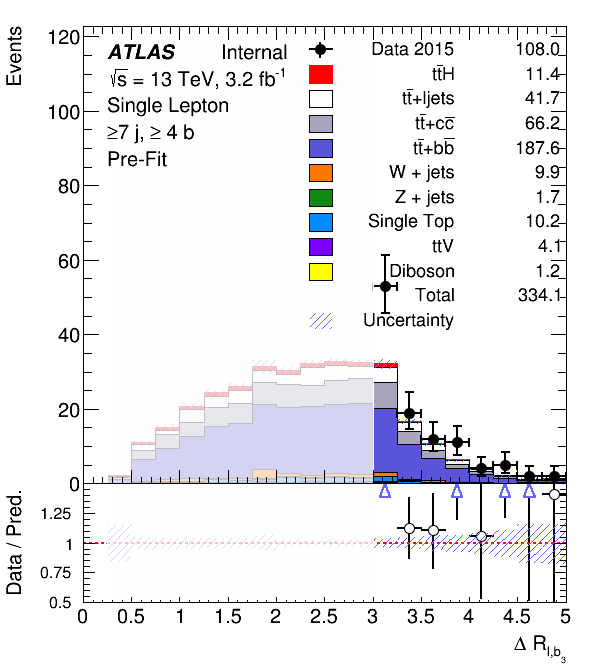 Events
120
100
80
60
40
20
0
ATLAS Internal
√s = 13 TeV, 3.2 fb⁻¹
Single Lepton
≥7 j, ≥ 4 b
Pre-Fit
Data 2015 108.0
tt̄H 11.4
tt̄+ljets 41.7
tt̄+cc̄ 66.2
tt̄+bb̄ 187.6
W + jets 9.9
Z + jets 1.7
Single Top 10.2
ttV 4.1
Diboson 1.2
Total 334.1
Uncertainty
Data / Pred.
1.25
1
0.75
0.5
0 0.5 1 1.5 2 2.5 3 3.5 4 4.5 5
Δ R_{l,b_3}